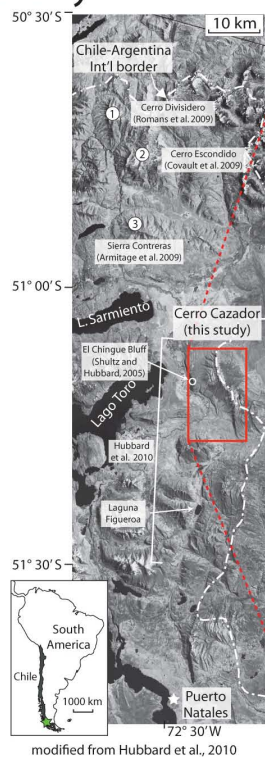 50° 30'S
10 km
Chile-Argentina
Int'l border
1
Cerro Divisidero
(Romans et al. 2009)
2
Cerro Escondido
(Covault et al. 2009)
3
Sierra Contreras
(Armitage et al. 2009)
51° 00'S
L. Sarmiento
Cerro Cazador
(this study)
El Chingue Bluff
(Shultz and
Hubbard, 2005)
Lago Toro
Hubbard
et al. 2010
Laguna
Figueroa
51° 30'S
South
America
Chile
1000 km
Puerto
Natales
72° 30' W
modified from Hubbard et al., 2010